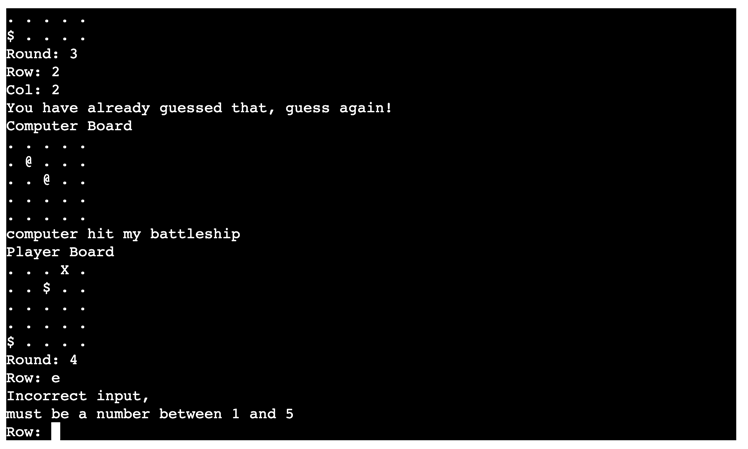 . . . . .
$ . . . .
Round: 3
Row: 2
Col: 2
You have already guessed that, guess again!
Computer Board
. . . . .
. @ . . .
. . @ . .
. . . . .
. . . . .
computer hit my battleship
Player Board
. . . X .
. . $ . .
. . . . .
. . . . .
$ . . . .
Round: 4
Row: e
Incorrect input,
must be a number between 1 and 5
Row: